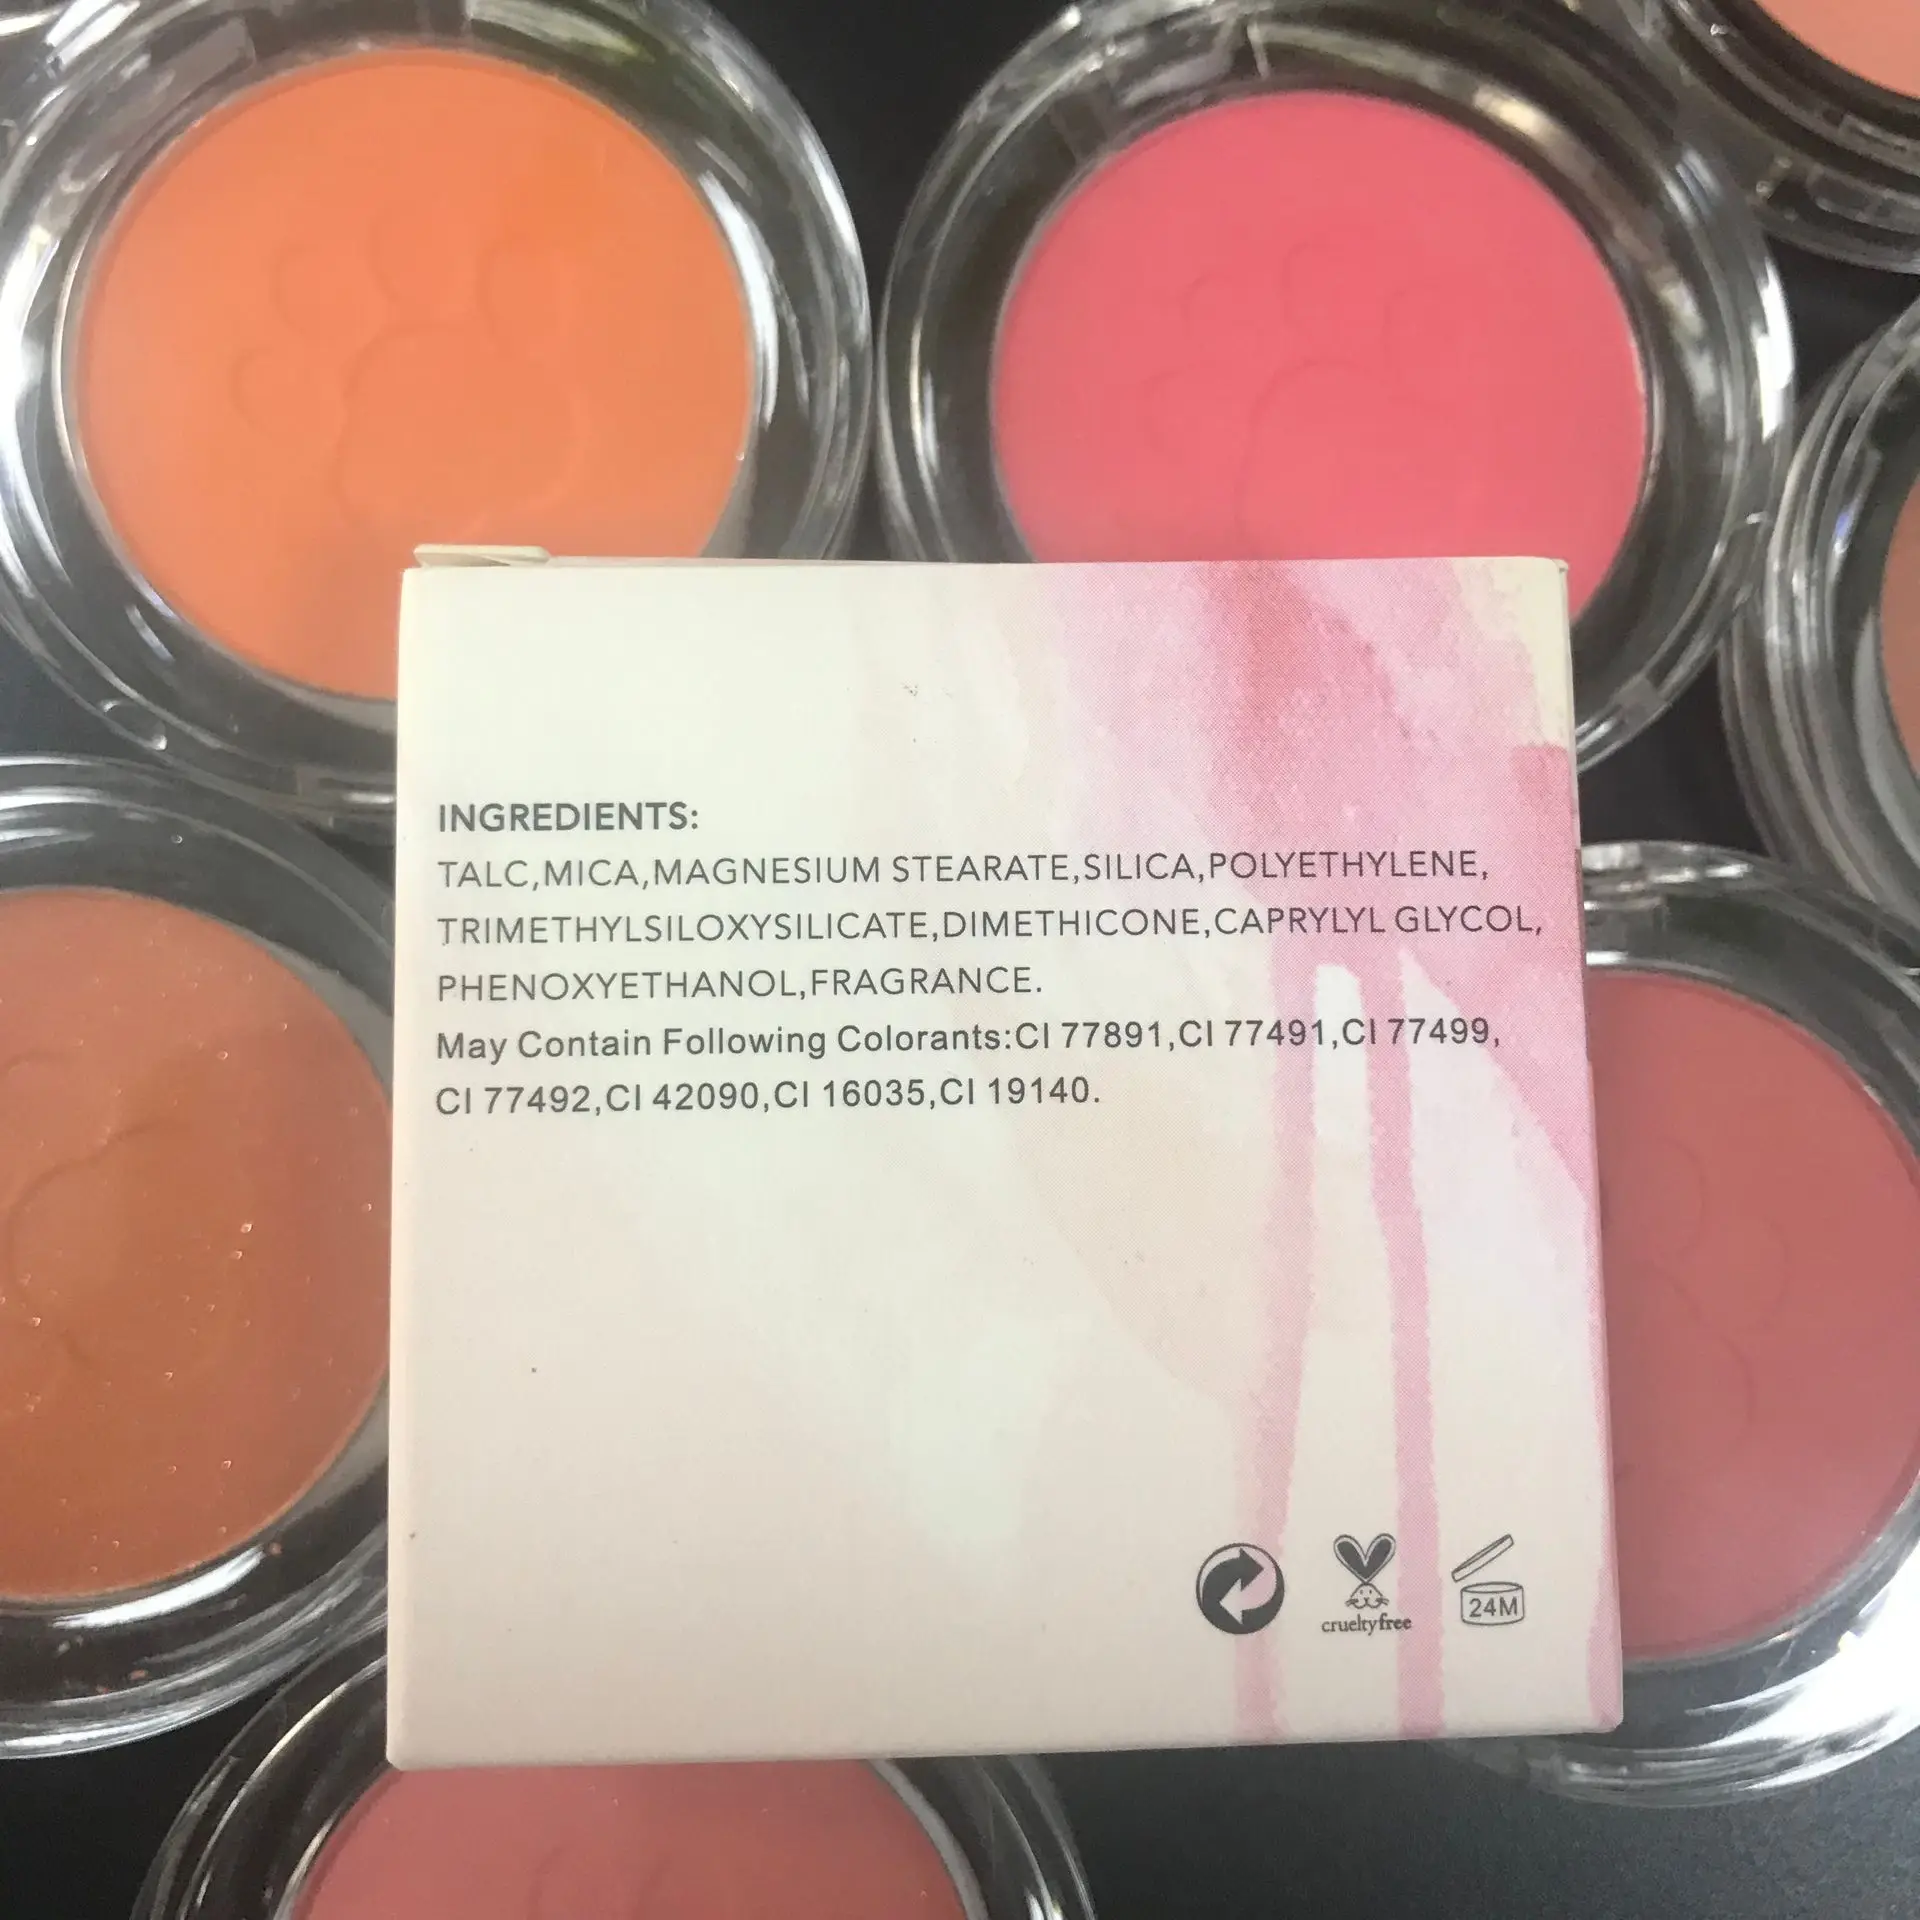 INGREDIENTS:
TALC,MICA,MAGNESIUM STEARATE,SILICA,POLYETHYLENE,
TRIMETHYLSILOXYSILICATE,DIMETHICONE,CAPRYLYL GLYCOL,
PHENOXYETHANOL,FRAGRANCE.
May Contain Following Colorants:CI 77891,CI 77491,CI 77499,
CI 77492,CI 42090,CI 16035,CI 19140.
crueltyfree
24M